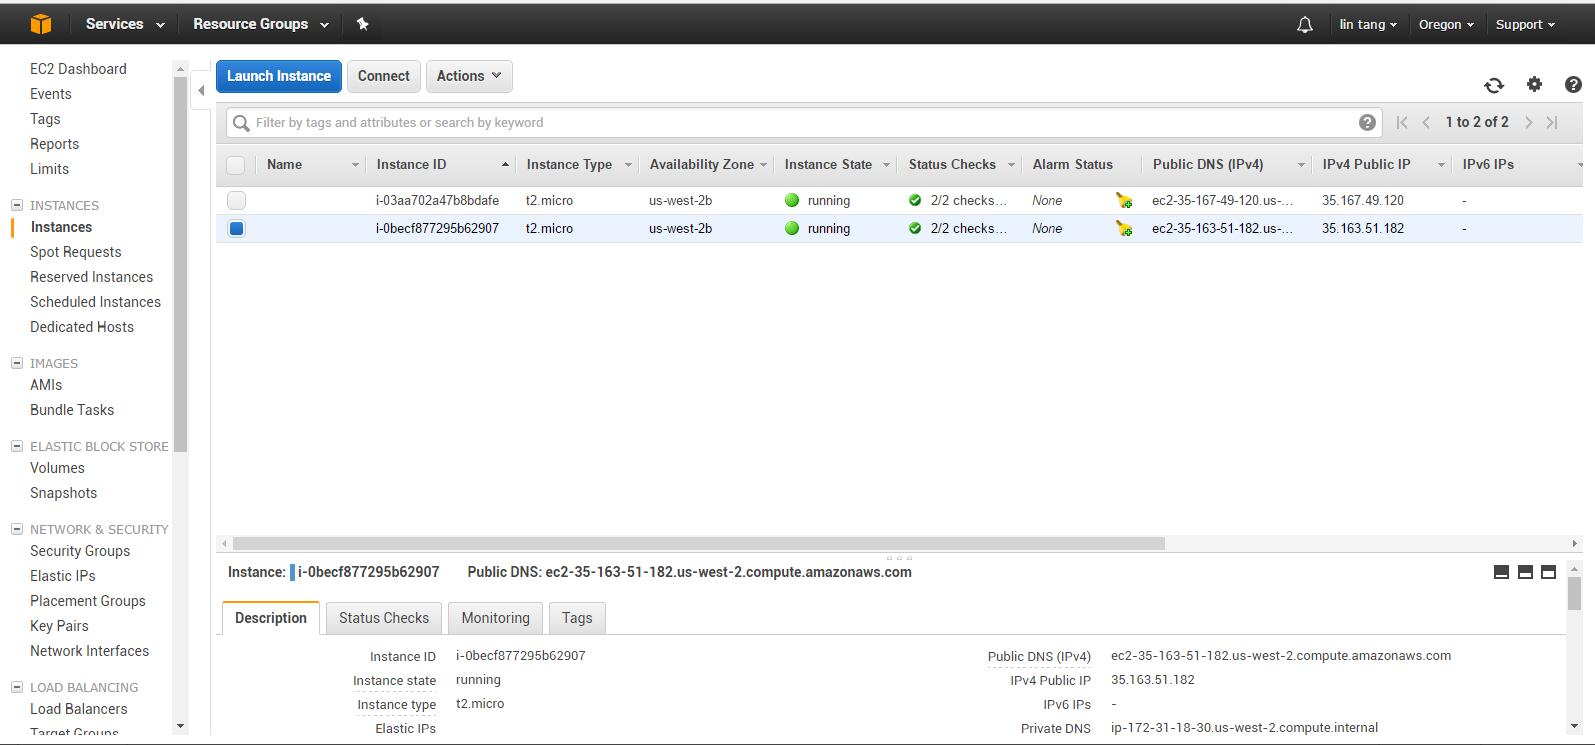 Services Resource Groups lin tang Oregon Support
EC2 Dashboard
Events
Tags
Reports
Limits
INSTANCES
Instances
Spot Requests
Reserved Instances
Scheduled Instances
Dedicated Hosts
IMAGES
AMIs
Bundle Tasks
ELASTIC BLOCK STORE
Volumes
Snapshots
NETWORK & SECURITY
Security Groups
Elastic IPs
Placement Groups
Key Pairs
Network Interfaces
LOAD BALANCING
Load Balancers
Target Groups
Launch Instance Connect Actions
Filter by tags and attributes or search by keyword 1 to 2 of 2
Name Instance ID Instance Type Availability Zone Instance State Status Checks Alarm Status Public DNS (IPv4) IPv4 Public IP IPv6 IPs
i-03aa702a47b8bdafe t2.micro us-west-2b running 2/2 checks... None ec2-35-167-49-120.us-... 35.167.49.120 -
i-0becf877295b62907 t2.micro us-west-2b running 2/2 checks... None ec2-35-163-51-182.us-... 35.163.51.182 -
Instance: i-0becf877295b62907 Public DNS: ec2-35-163-51-182.us-west-2.compute.amazonaws.com
Description Status Checks Monitoring Tags
Instance ID i-0becf877295b62907 Public DNS (IPv4) ec2-35-163-51-182.us-west-2.compute.amazonaws.com
Instance state running IPv4 Public IP 35.163.51.182
Instance type t2.micro IPv6 IPs -
Elastic IPs Private DNS ip-172-31-18-30.us-west-2.compute.internal